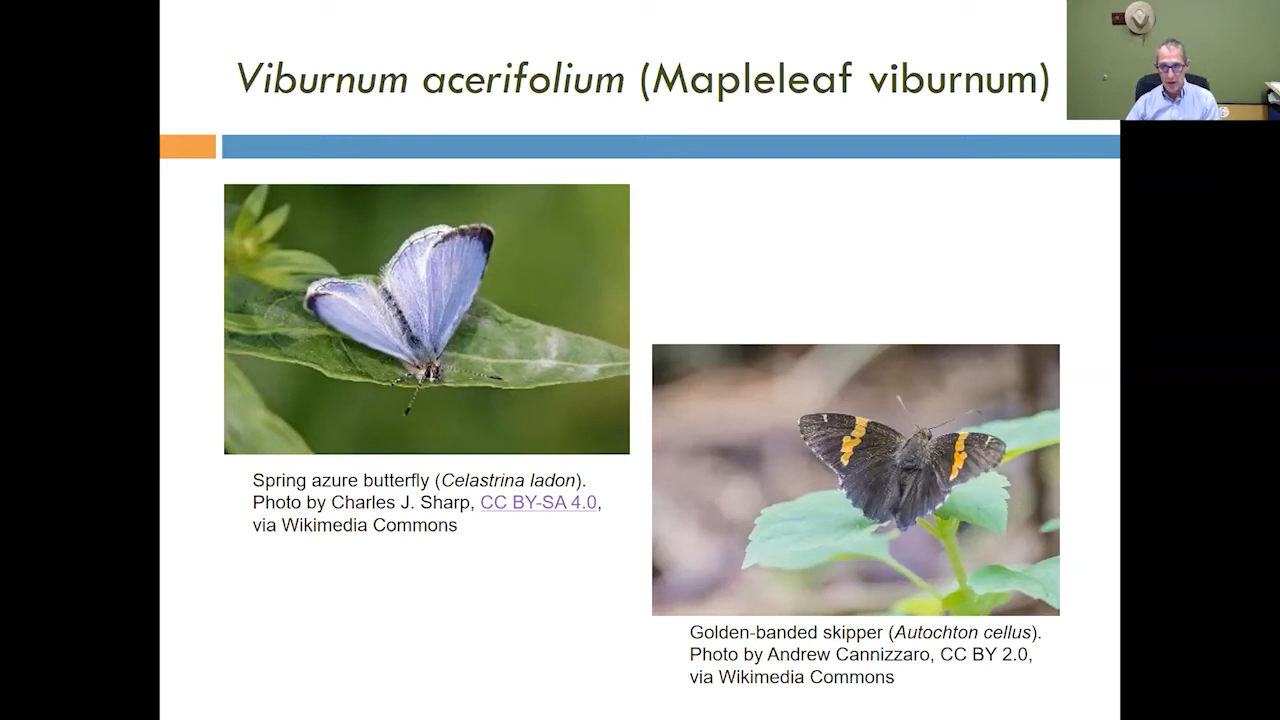 Viburnum acerifolium (Mapleleaf viburnum)
Spring azure butterfly (Celastrina ladon).
Photo by Charles J. Sharp, CC BY-SA 4.0,
via Wikimedia Commons
Golden-banded skipper (Autochton cellus).
Photo by Andrew Cannizzaro, CC BY 2.0,
via Wikimedia Commons